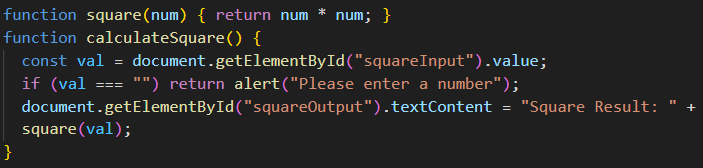 function square(num) { return num * num; }
function calculateSquare() {
  const val = document.getElementById("squareInput").value;
  if (val === "") return alert("Please enter a number");
  document.getElementById("squareOutput").textContent = "Square Result: " +
  square(val);
}